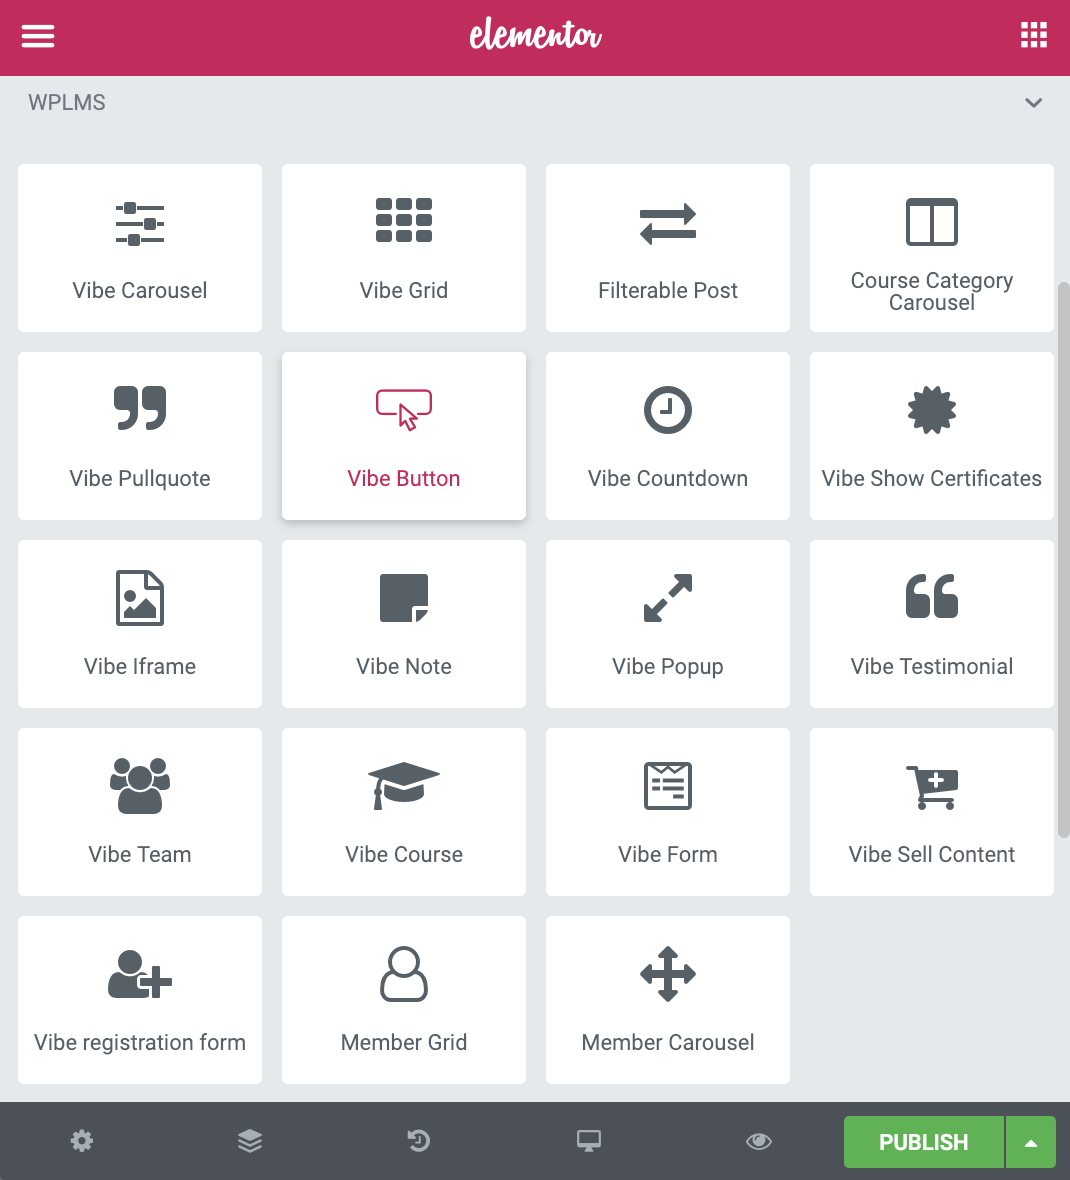 elementor
WPLMS
Vibe Carousel
Vibe Grid
Filterable Post
Course Category
Carousel
Vibe Pullquote
Vibe Button
Vibe Countdown
Vibe Show Certificates
Vibe Iframe
Vibe Note
Vibe Popup
Vibe Testimonial
Vibe Team
Vibe Course
Vibe Form
Vibe Sell Content
Vibe registration form
Member Grid
Member Carousel
PUBLISH